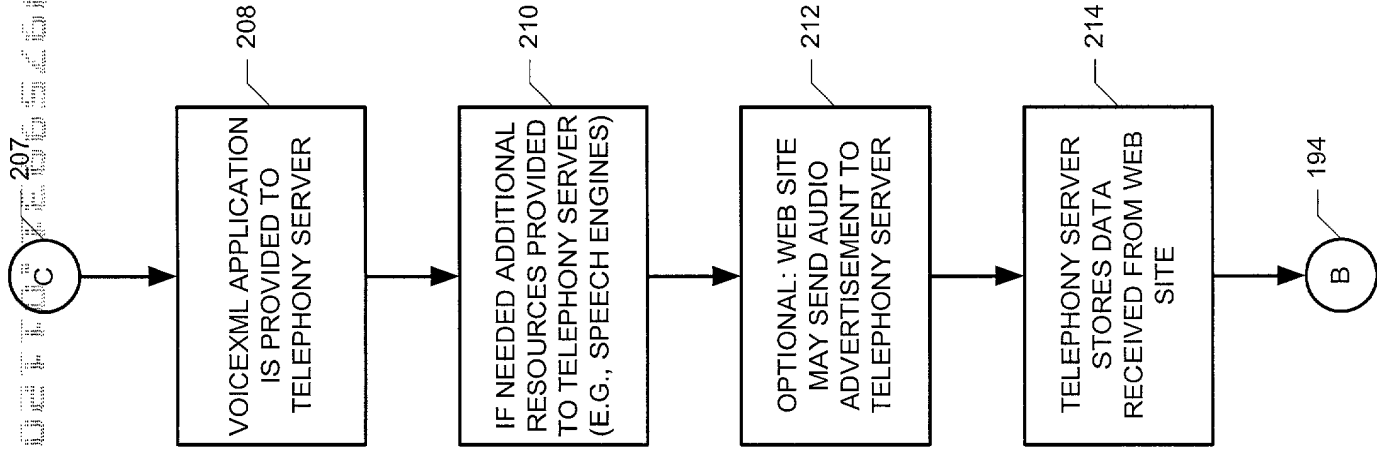 207
C
VOICEXML APPLICATION
IS PROVIDED TO
TELEPHONY SERVER
208
IF NEEDED ADDITIONAL
RESOURCES PROVIDED
TO TELEPHONY SERVER
(E.G., SPEECH ENGINES)
210
OPTIONAL: WEB SITE
MAY SEND AUDIO
ADVERTISEMENT TO
TELEPHONY SERVER
212
TELEPHONY SERVER
STORES DATA
RECEIVED FROM WEB
SITE
214
194
B